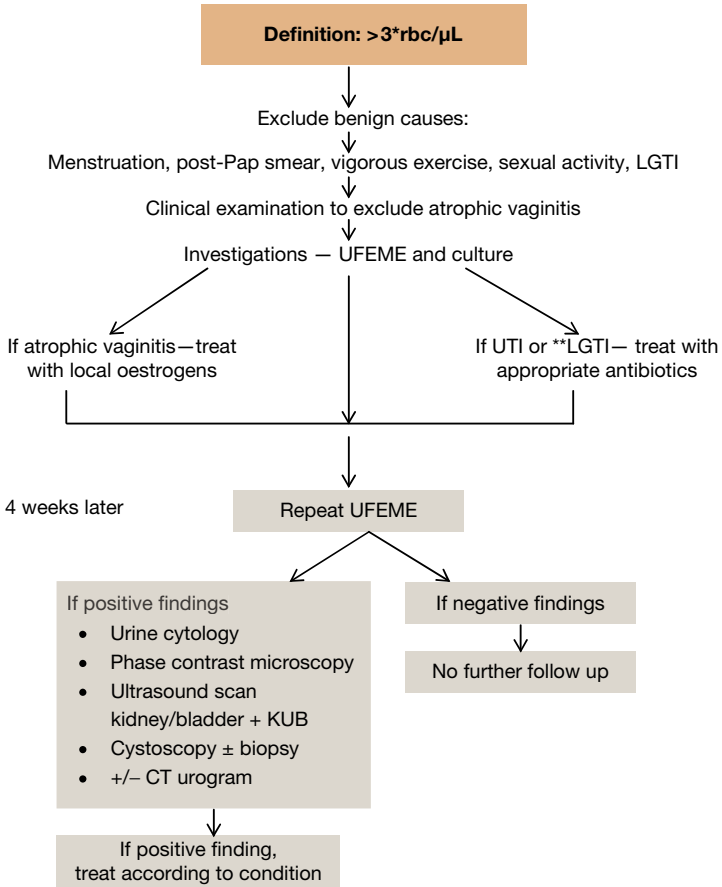 Definition: >3*rbc/µL
Exclude benign causes:
Menstruation, post-Pap smear, vigorous exercise, sexual activity, LGTI
Clinical examination to exclude atrophic vaginitis
Investigations — UFEME and culture
If atrophic vaginitis—treat
with local oestrogens
If UTI or **LGTI— treat with
appropriate antibiotics
4 weeks later
Repeat UFEME
If positive findings
• Urine cytology
• Phase contrast microscopy
• Ultrasound scan
kidney/bladder + KUB
• Cystoscopy ± biopsy
• +/– CT urogram
If negative findings
No further follow up
If positive finding,
treat according to condition